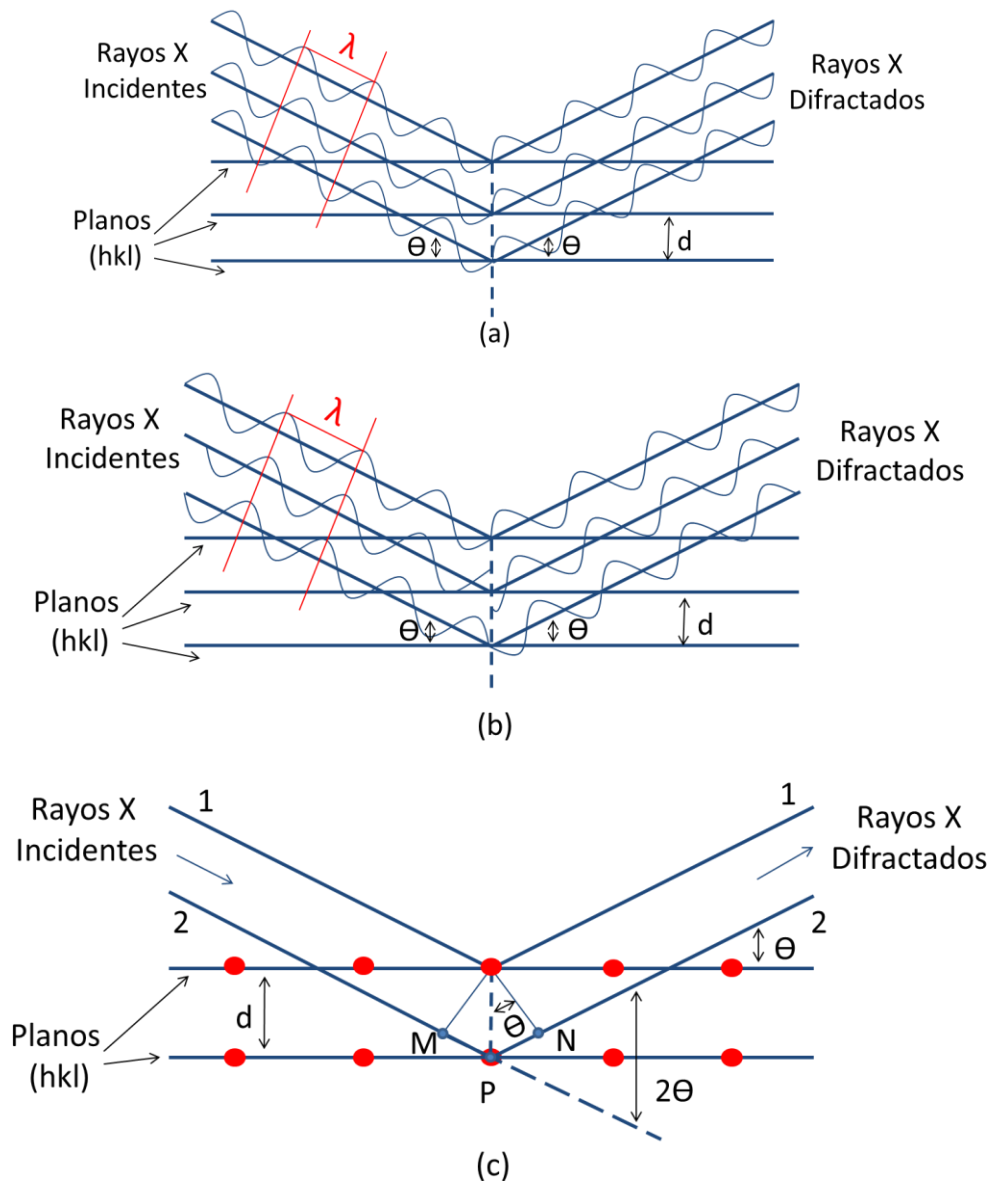 Rayos X
Incidentes
λ
Rayos X
Difractados
Planos
(hkl)
Ө
Ө
d
(a)
Rayos X
Incidentes
λ
Rayos X
Difractados
Planos
(hkl)
Ө
Ө
d
(b)
Rayos X
Incidentes
1
1
Rayos X
Difractados
2
2
Ө
d
Ө
M
N
Planos
(hkl)
P
2Ө
(c)